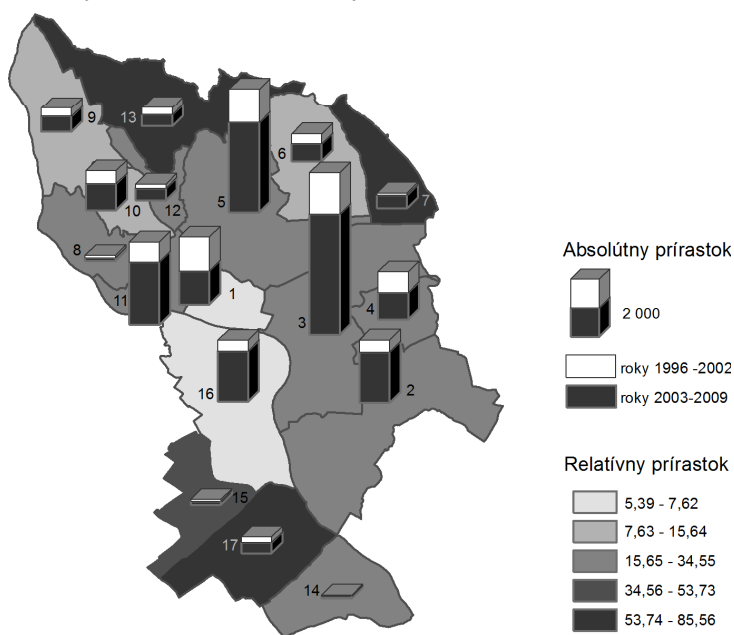 9
13
6
7
5
10
12
8
11
1
4
3
16
2
15
17
14
Absolútny prírastok
2 000
roky 1996 -2002
roky 2003-2009
Relatívny prírastok
5,39 - 7,62
7,63 - 15,64
15,65 - 34,55
34,56 - 53,73
53,74 - 85,56